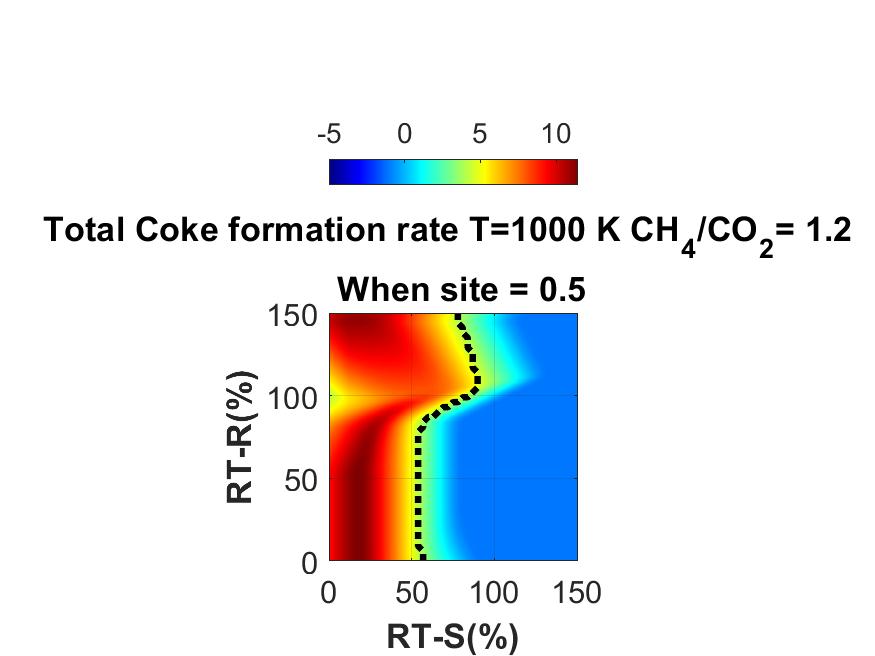 -5 0 5 10
Total Coke formation rate T=1000 K CH4/CO2= 1.2
When site = 0.5
150
100
50
0
RT-R(%)
0 50 100 150
RT-S(%)